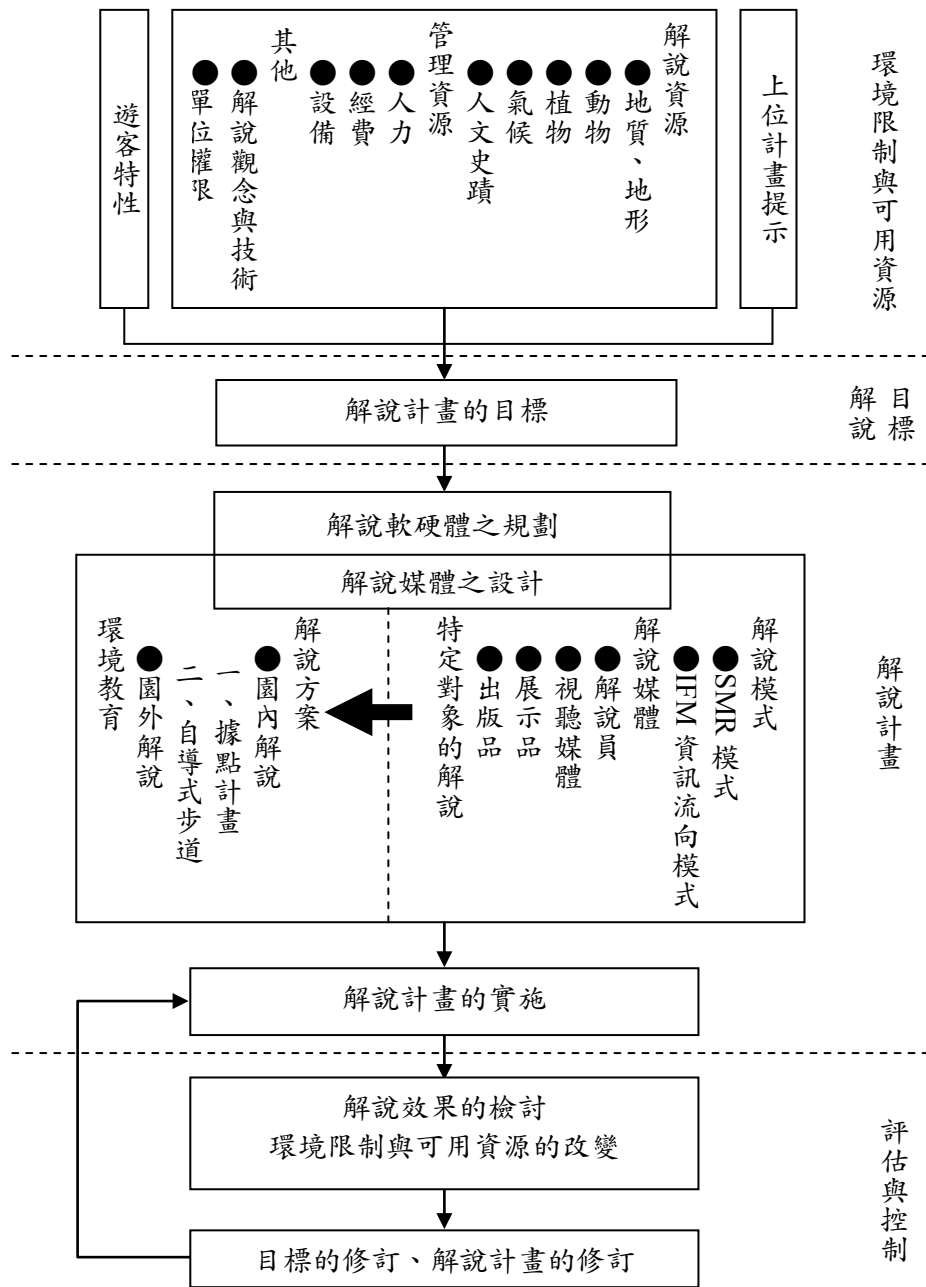 上位計畫提示
解說資源
●地質、地形
●動物
●植物
●氣候
●人文史蹟
管理資源
●人力
●經費
●設備
其他
●解說觀念與技術
●單位權限
遊客特性
環境限制與可用資源
解說計畫的目標
目標
解說
解說軟硬體之規劃
解說媒體之設計
解說模式
●SMR 模式
●IFM 資訊流向模式
解說媒體
●解說員
●視聽媒體
●展示品
●出版品
特定對象的解說
解說方案
●園內解說
一、據點計畫
二、自導式步道
●園外解說
環境教育
解說計畫
解說計畫的實施
解說效果的檢討
環境限制與可用資源的改變
目標的修訂、解說計畫的修訂
評估與控制